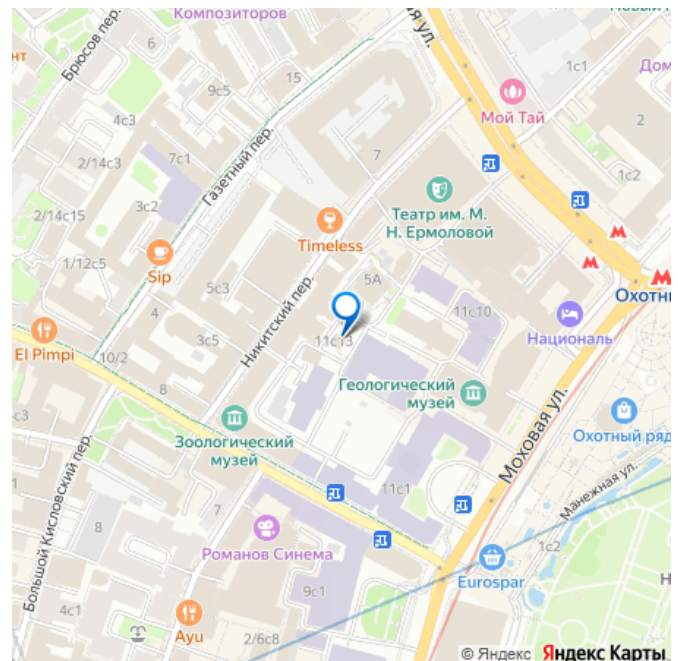 Композиторов
Брюсов пер.
6
9с5
15
4с3
7с1
2/14с3
3с2
2/14с15
Газетный пер.
ая ул.
1с1
Дом
Мой Тай
2
7
Театр им. М.
Н. Ермоловой
1с2
Timeless
Sip
1/12с5
5с3
5А
Никитский пер.
11с10
Охотны
Националь
El Pimpi
10/2
4
3с5
11с13
8
Геологический
музей
Моховая ул.
Зоологический
музей
Охотный ряд
Манежная ул.
Большой Кисловский пер.
11с1
7
8
Романов Синема
1с2
Eurospar
9с1
4с1
Ayu
2/6с8
Н
© Яндекс Яндекс Карты